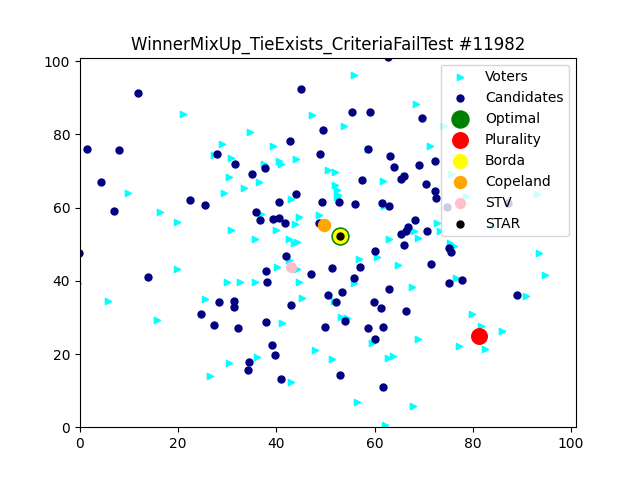 WinnerMixUp_TieExists_CriteriaFailTest #11982
100
80
60
40
20
0
0
20
40
60
80
100
Voters
Candidates
Optimal
Plurality
Borda
Copeland
STV
STAR